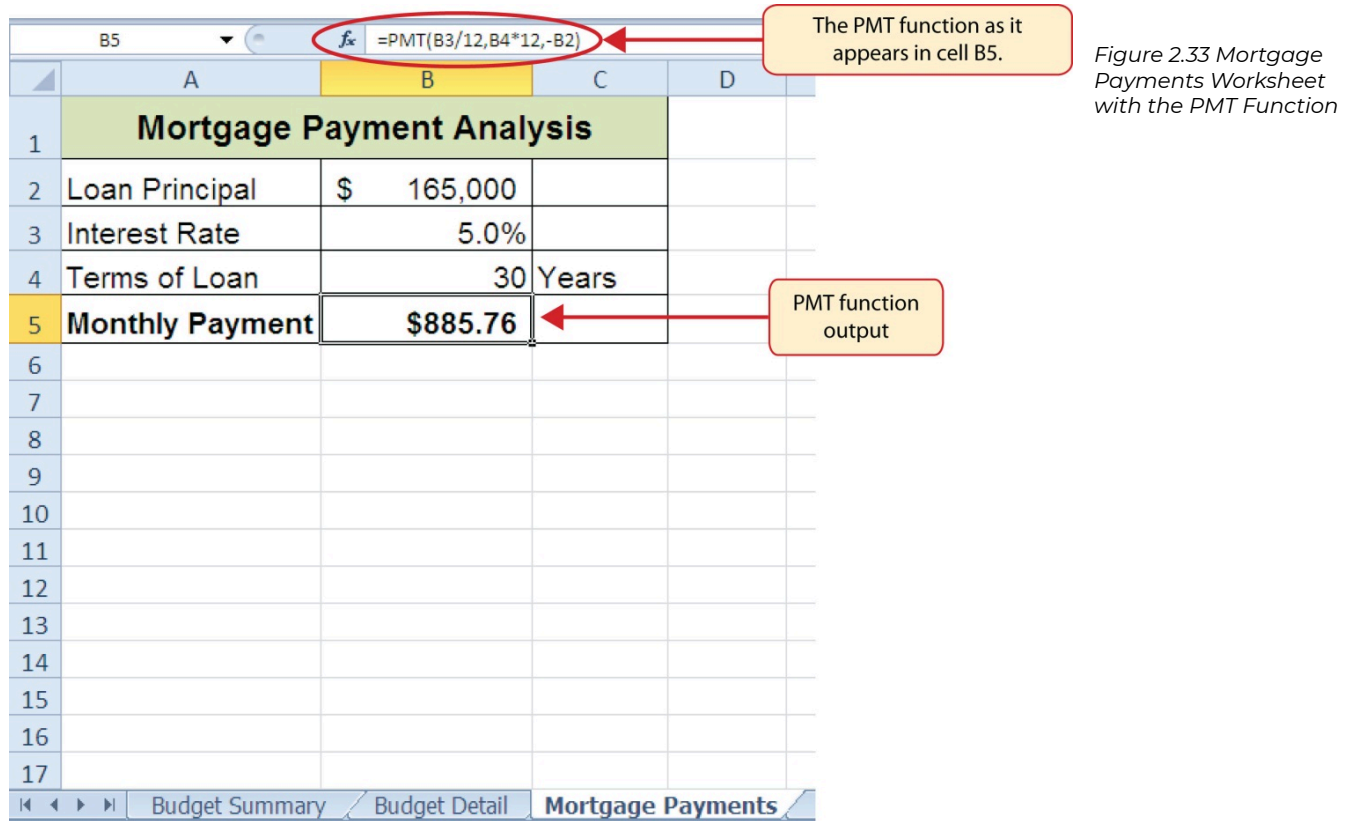 B5 fx =PMT(B3/12,B4*12,-B2)
The PMT function as it
appears in cell B5.
Figure 2.33 Mortgage
Payments Worksheet
with the PMT Function
A B C D
1 Mortgage Payment Analysis
2 Loan Principal $ 165,000
3 Interest Rate 5.0%
4 Terms of Loan 30 Years
5 Monthly Payment $885.76
PMT function
output
6
7
8
9
10
11
12
13
14
15
16
17
Budget Summary Budget Detail Mortgage Payments